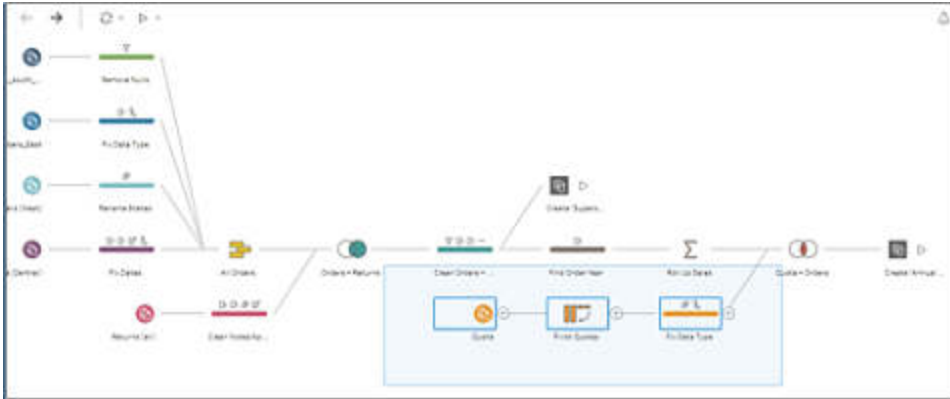 Remove Nulls
Fix Data Type
Rename States
Fix Dates
All Orders
Orders + Returns
Clean Orders + ...
Create 'Supers...
Find Order Year
Roll Up Sales
Quota + Orders
Create 'Annual ...
Returns (all)
Clean Notes/Ap...
Quota
Pivot Quotas
Fix Data Type